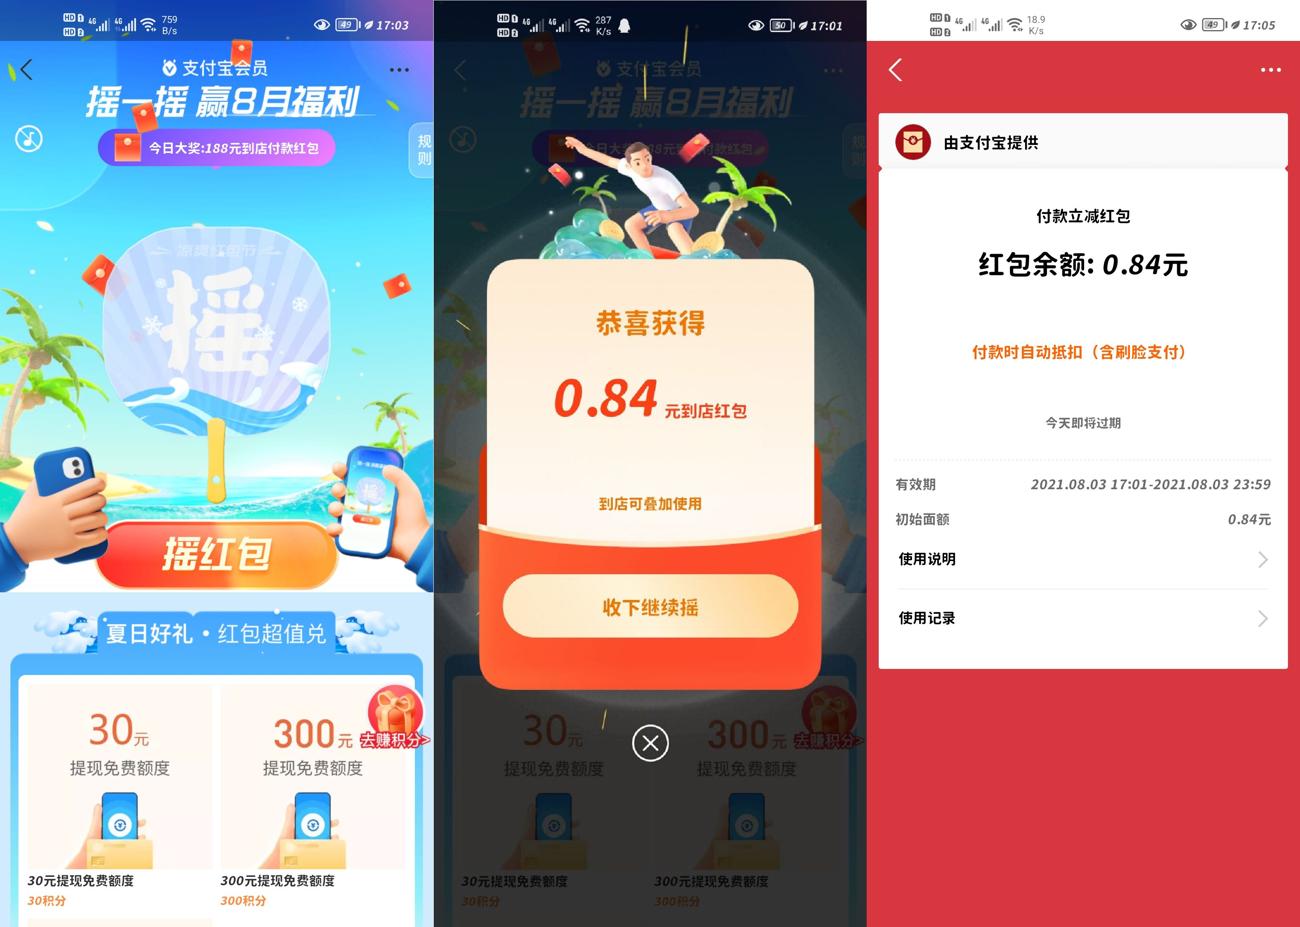 HD 1
HD 2
4G
4G
759
B/s
49
17:03
支付宝会员
摇一摇 赢8月福利
今日大奖:188元到店付款红包
规
则
清爽红包节
摇
摇红包
夏日好礼·红包超值兑
30元
提现免费额度
300元
提现免费额度
去赚积分>
30元提现免费额度
30积分
300元提现免费额度
300积分
HD 1
HD 2
4G
4G
287
K/s
50
17:01
支付宝会员
摇一摇 赢8月福利
恭喜获得
0.84元到店红包
到店可叠加使用
收下继续摇
30元
提现免费额度
300元
提现免费额度
去赚积分>
30元提现免费额度
30积分
300元提现免费额度
300积分
HD 1
HD 2
4G
4G
18.9
K/s
49
17:05
由支付宝提供
付款立减红包
红包余额: 0.84元
付款时自动抵扣（含刷脸支付）
今天即将过期
有效期
2021.08.03 17:01-2021.08.03 23:59
初始面额
0.84元
使用说明
使用记录